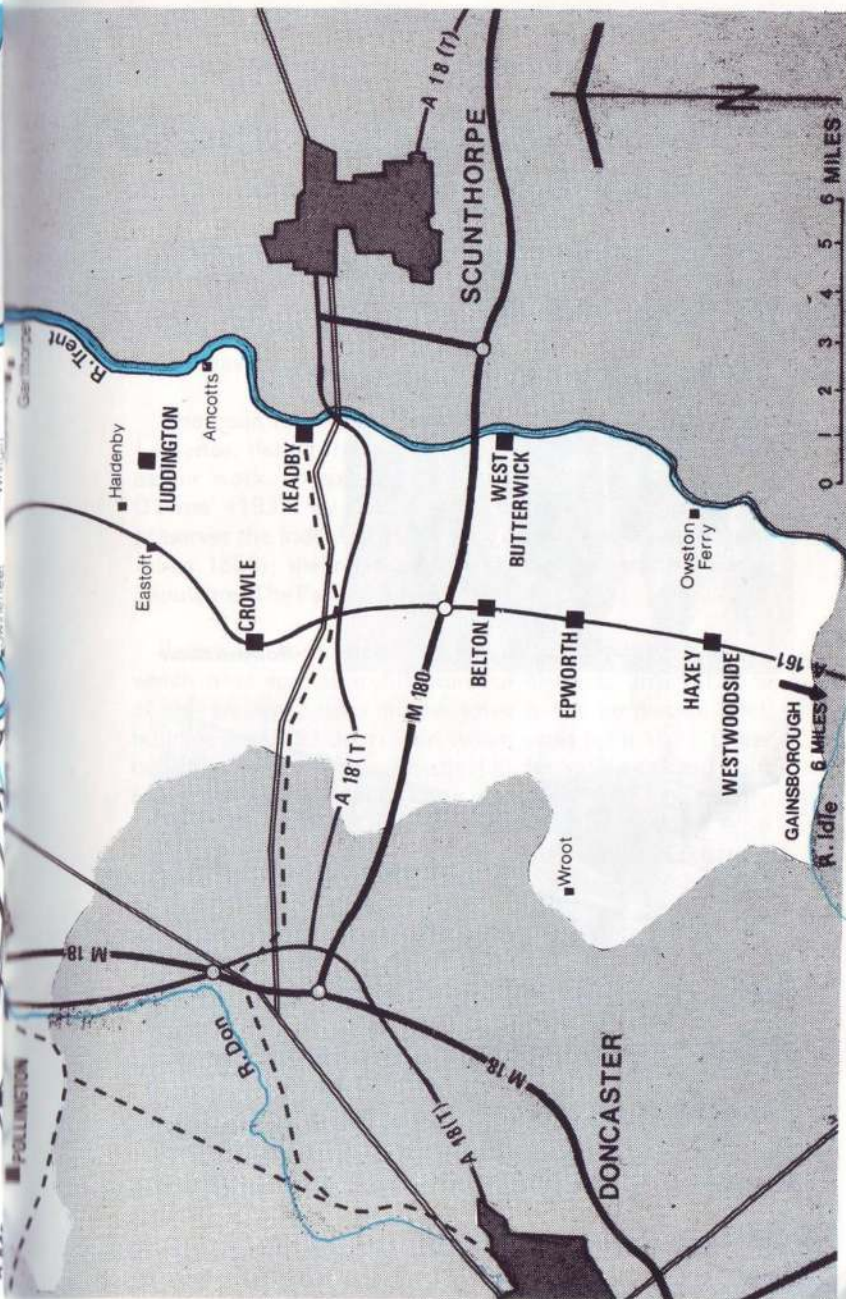 POLLINGTON
Garthorpe
R. Trent
Haldenby
LUDDINGTON
Amcotts
Eastoft
CROWLE
KEADBY
A 18 (T)
SCUNTHORPE
M 18
R. Don
A 18 (T)
M 180
BELTON
WEST
BUTTERWICK
EPWORTH
Wroot
Owston
Ferry
HAXEY
WESTWOODSIDE
161
GAINSBOROUGH
6 MILES
R. Idle
A 18(T)
M 18
DONCASTER
N
0 1 2 3 4 5 6 MILES